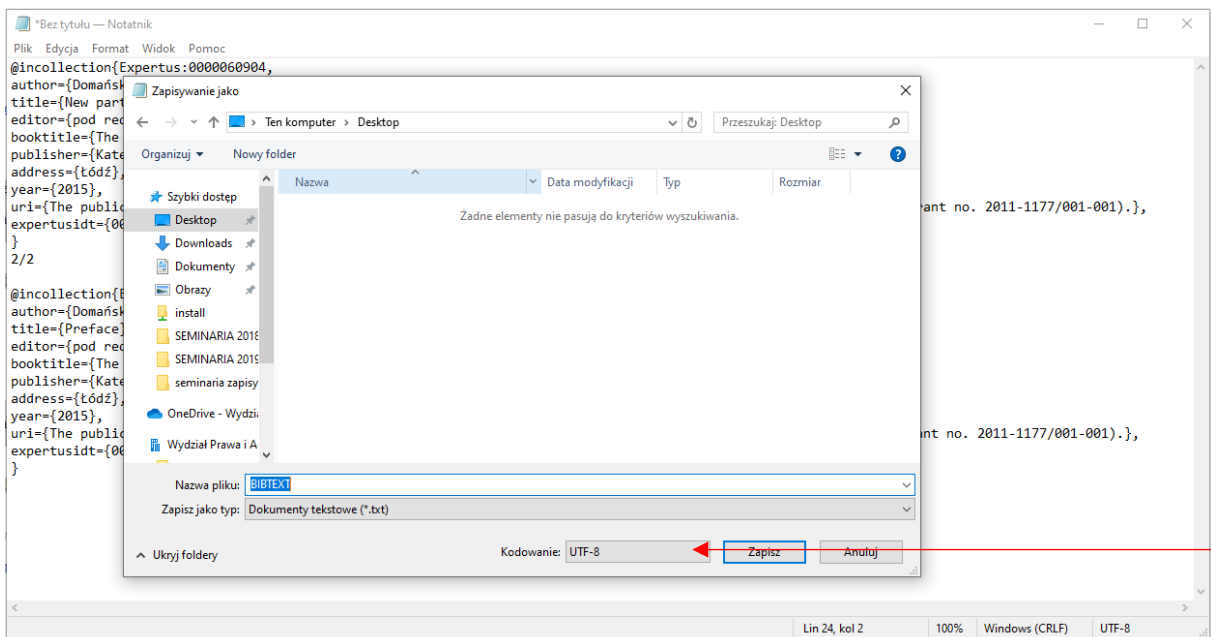 *Bez tytułu — Notatnik
Plik Edycja Format Widok Pomoc
@incollection{Expertus:0000060904,
author={Domańsk
title={New part
editor={pod red
booktitle={The
publisher={Kate
address={Łódź},
year={2015},
uri={The public
rant no. 2011-1177/001-001).},
expertusidt={00
}
2/2
@incollection{E
author={Domańsk
title={Preface}
editor={pod red
booktitle={The
publisher={Kate
address={Łódź},
year={2015},
uri={The public
nt no. 2011-1177/001-001).},
expertusidt={00
}
Zapisywanie jako
Ten komputer > Desktop
Przeszukaj: Desktop
Organizuj
Nowy folder
Nazwa
Data modyfikacji
Typ
Rozmiar
Żadne elementy nie pasują do kryteriów wyszukiwania.
Szybki dostęp
Desktop
Downloads
Dokumenty
Obrazy
install
SEMINARIA 2018
SEMINARIA 2019
seminaria zapisy
OneDrive - Wydzia
Wydział Prawa i A
Nazwa pliku: BIBTEXT
Zapisz jako typ: Dokumenty tekstowe (*.txt)
Ukryj foldery
Kodowanie: UTF-8
Zapisz
Anuluj
Lin 24, kol 2
100%
Windows (CRLF)
UTF-8